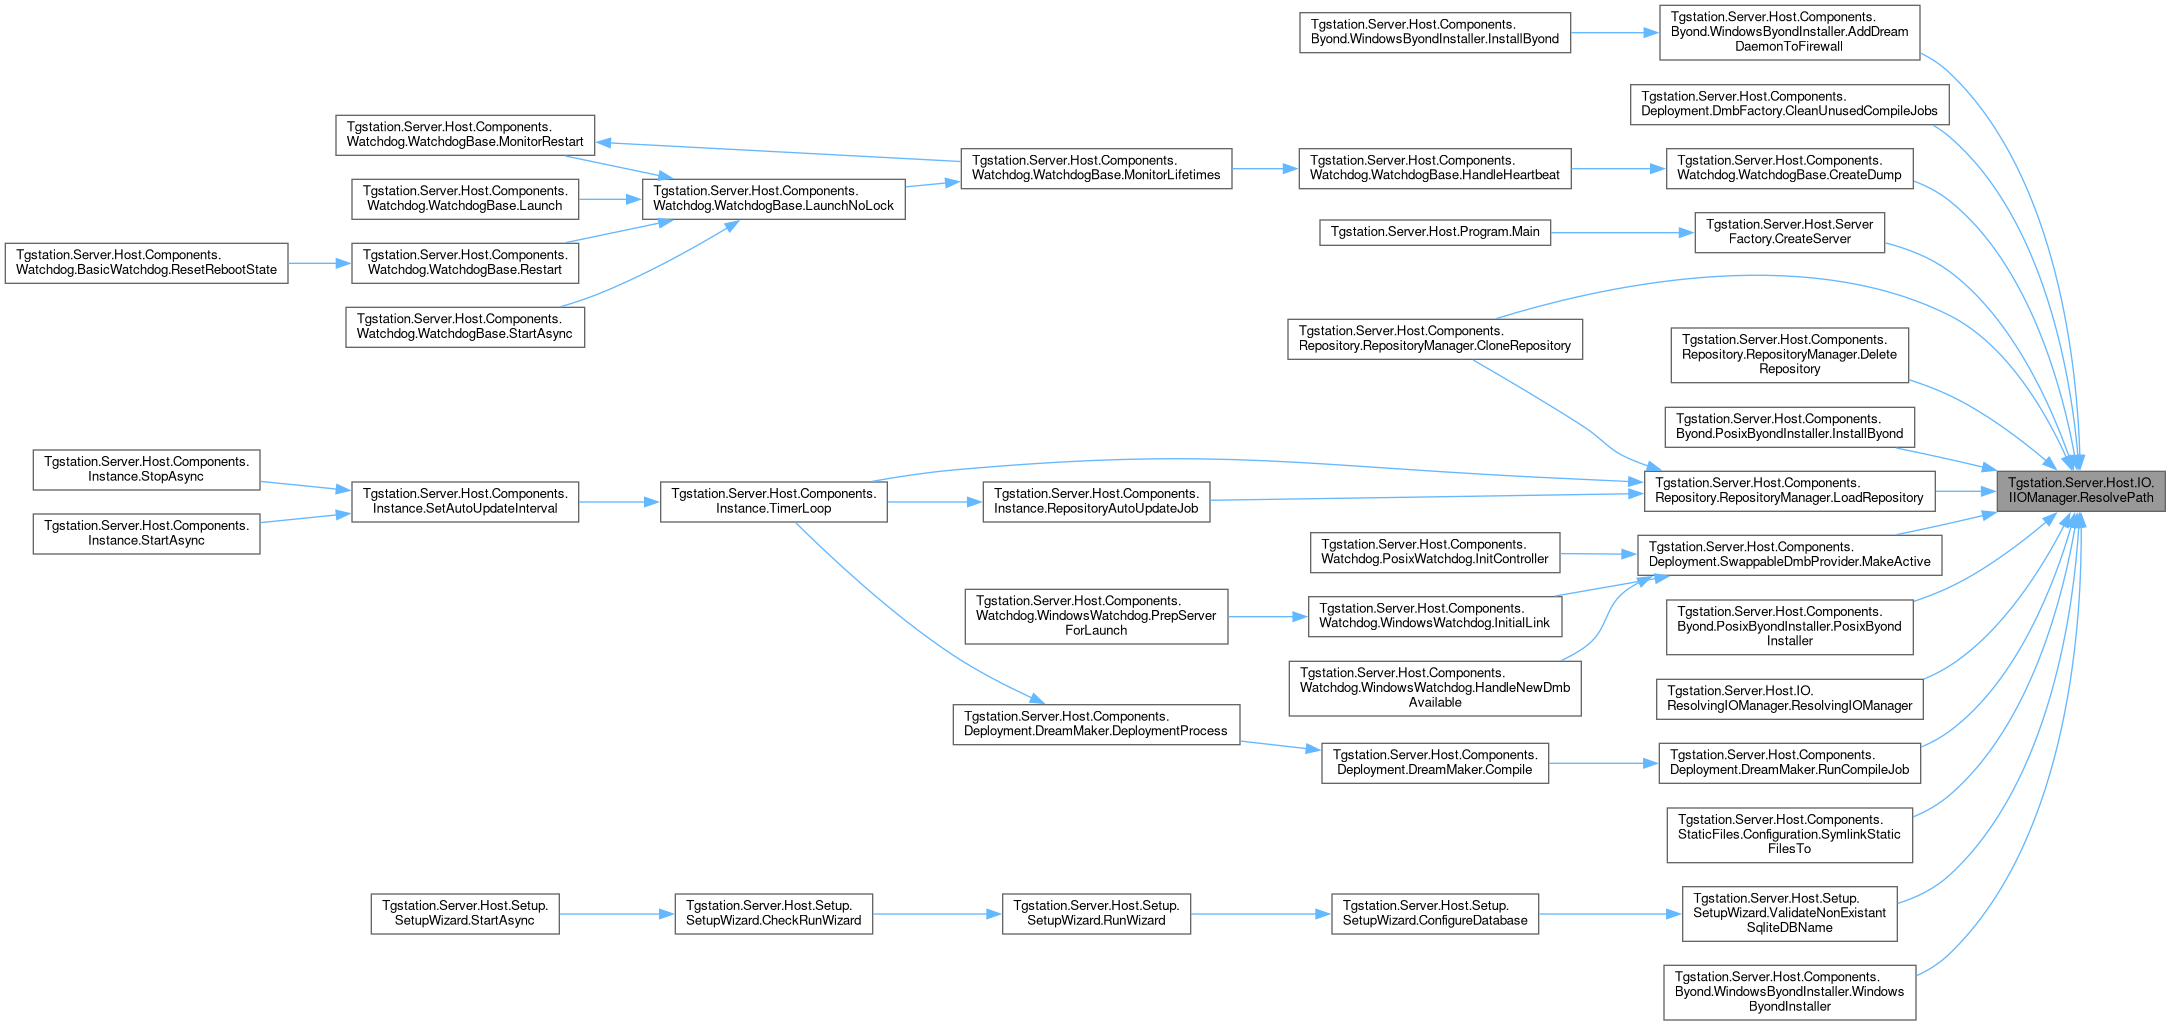 Tgstation.Server.Host.Components.
Byond.WindowsByondInstaller.InstallByond
Tgstation.Server.Host.Components.
Byond.WindowsByondInstaller.AddDream
DaemonToFirewall
Tgstation.Server.Host.Components.
Deployment.DmbFactory.CleanUnusedCompileJobs
Tgstation.Server.Host.Components.
Watchdog.WatchdogBase.MonitorRestart
Tgstation.Server.Host.Components.
Watchdog.WatchdogBase.MonitorLifetimes
Tgstation.Server.Host.Components.
Watchdog.WatchdogBase.HandleHeartbeat
Tgstation.Server.Host.Components.
Watchdog.WatchdogBase.CreateDump
Tgstation.Server.Host.Components.
Watchdog.WatchdogBase.Launch
Tgstation.Server.Host.Components.
Watchdog.WatchdogBase.LaunchNoLock
Tgstation.Server.Host.Program.Main
Tgstation.Server.Host.Server
Factory.CreateServer
Tgstation.Server.Host.Components.
Watchdog.BasicWatchdog.ResetRebootState
Tgstation.Server.Host.Components.
Watchdog.WatchdogBase.Restart
Tgstation.Server.Host.Components.
Watchdog.WatchdogBase.StartAsync
Tgstation.Server.Host.Components.
Repository.RepositoryManager.CloneRepository
Tgstation.Server.Host.Components.
Repository.RepositoryManager.Delete
Repository
Tgstation.Server.Host.Components.
Byond.PosixByondInstaller.InstallByond
Tgstation.Server.Host.Components.
Instance.StopAsync
Tgstation.Server.Host.Components.
Instance.SetAutoUpdateInterval
Tgstation.Server.Host.Components.
Instance.TimerLoop
Tgstation.Server.Host.Components.
Instance.RepositoryAutoUpdateJob
Tgstation.Server.Host.Components.
Repository.RepositoryManager.LoadRepository
Tgstation.Server.Host.IO.
IIOManager.ResolvePath
Tgstation.Server.Host.Components.
Instance.StartAsync
Tgstation.Server.Host.Components.
Watchdog.PosixWatchdog.InitController
Tgstation.Server.Host.Components.
Deployment.SwappableDmbProvider.MakeActive
Tgstation.Server.Host.Components.
Watchdog.WindowsWatchdog.PrepServer
ForLaunch
Tgstation.Server.Host.Components.
Watchdog.WindowsWatchdog.InitialLink
Tgstation.Server.Host.Components.
Byond.PosixByondInstaller.PosixByond
Installer
Tgstation.Server.Host.Components.
Watchdog.WindowsWatchdog.HandleNewDmb
Available
Tgstation.Server.Host.IO.
ResolvingIOManager.ResolvingIOManager
Tgstation.Server.Host.Components.
Deployment.DreamMaker.DeploymentProcess
Tgstation.Server.Host.Components.
Deployment.DreamMaker.Compile
Tgstation.Server.Host.Components.
Deployment.DreamMaker.RunCompileJob
Tgstation.Server.Host.Components.
StaticFiles.Configuration.SymlinkStatic
FilesTo
Tgstation.Server.Host.Setup.
SetupWizard.StartAsync
Tgstation.Server.Host.Setup.
SetupWizard.CheckRunWizard
Tgstation.Server.Host.Setup.
SetupWizard.RunWizard
Tgstation.Server.Host.Setup.
SetupWizard.ConfigureDatabase
Tgstation.Server.Host.Setup.
SetupWizard.ValidateNonExistant
SqliteDBName
Tgstation.Server.Host.Components.
Byond.WindowsByondInstaller.Windows
ByondInstaller